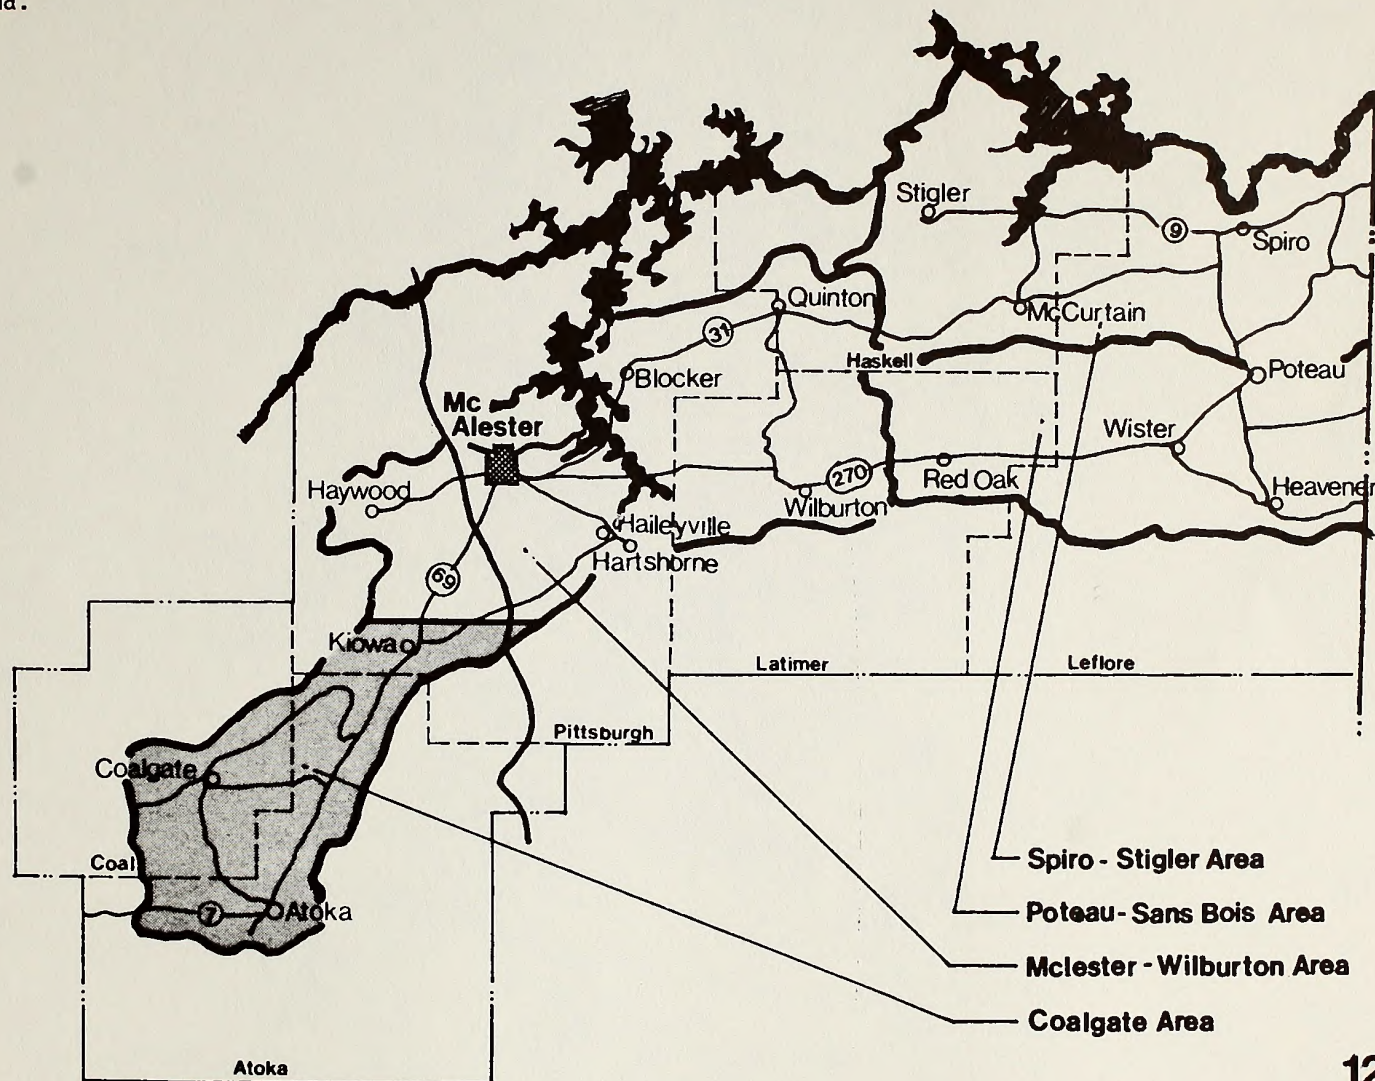 Stigler
9
Spiro
Quinton
McCurtain
31
Haskell
Blocker
Poteau
Mc
Alester
Wister
270
Red Oak
Haywood
Wilburton
Heavener
Haileyville
Hartshorne
69
Kiowa
Latimer
Leflore
Pittsburgh
Coalgate
Coal
Spiro - Stigler Area
7
Atoka
Poteau - Sans Bois Area
Mclester - Wilburton Area
Coalgate Area
Atoka
12